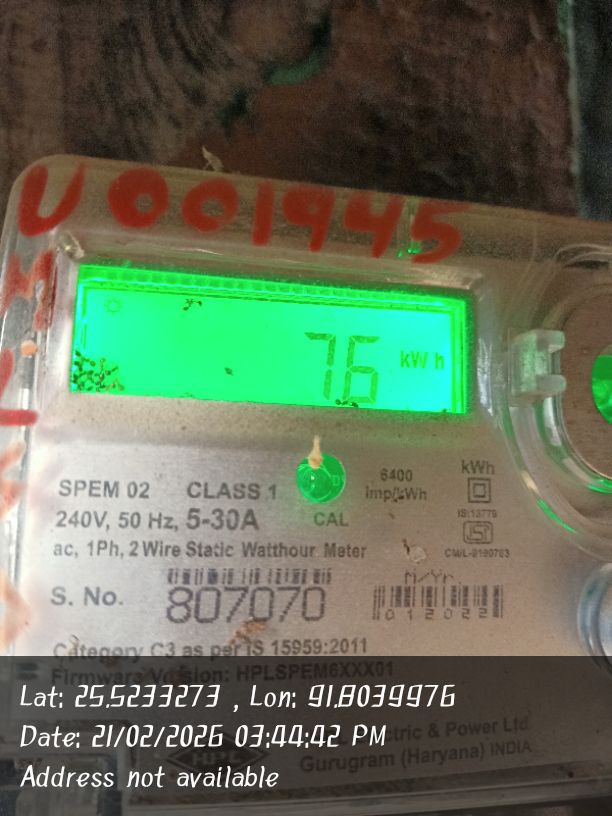 U001945
76 kWh
SPEM 02 CLASS 1
6400 imp/kWh
kWh
240V, 50 Hz, 5-30A CAL
IS:13779
ac, 1Ph, 2 Wire Static Watthour Meter
CM/L-9190763
S. No. 807070
M/Yr.
012022
Category C3 as per IS 15959:2011
Firmware Version: HPLSPEM6XXX01
Lat: 25.5233273 , Lon: 91.8039976
Date: 21/02/2026 03:44:42 PM
Electric & Power Ltd
Gurugram (Haryana) INDIA
Address not available